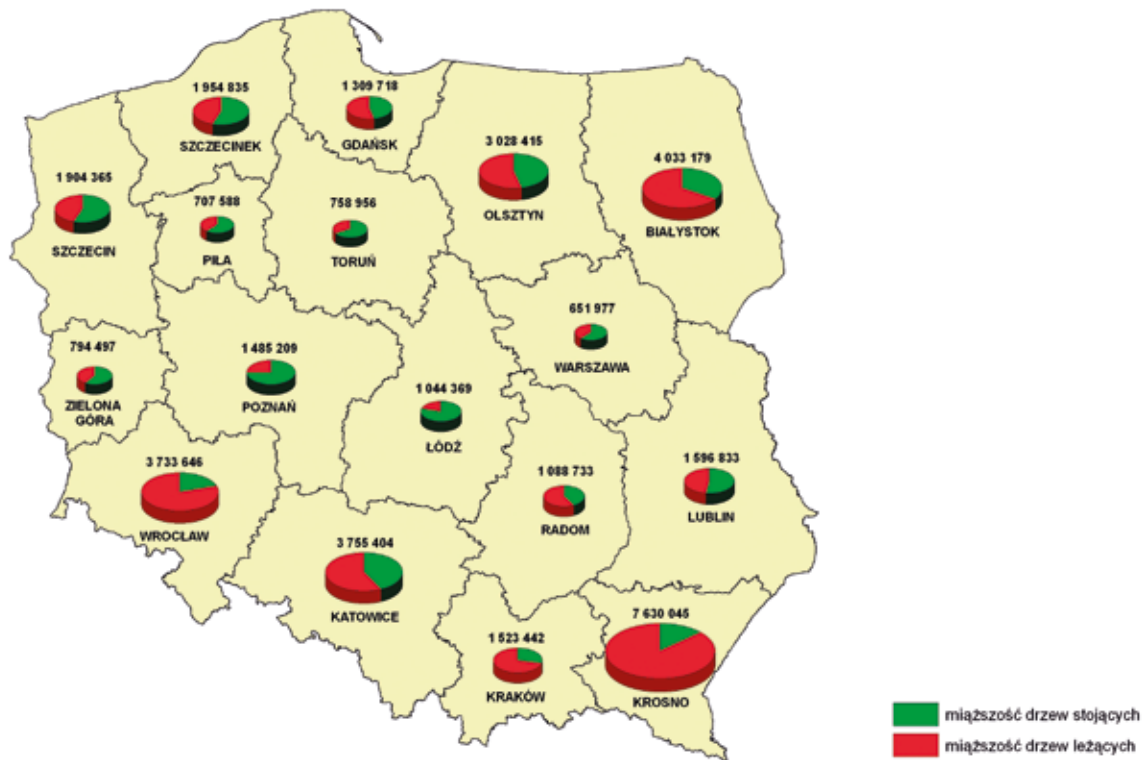 1 954 835
SZCZECINEK
1 309 718
GDAŃSK
3 028 415
OLSZTYN
4 033 179
BIAŁYSTOK
1 904 365
SZCZECIN
707 588
PIŁA
758 956
TORUŃ
651 977
WARSZAWA
794 497
ZIELONA
GÓRA
1 485 209
POZNAŃ
1 044 369
ŁÓDŹ
3 733 646
WROCŁAW
1 088 733
RADOM
1 596 833
LUBLIN
3 755 404
KATOWICE
1 523 442
KRAKÓW
7 630 045
KROSNO
miąższość drzew stojących
miąższość drzew leżących